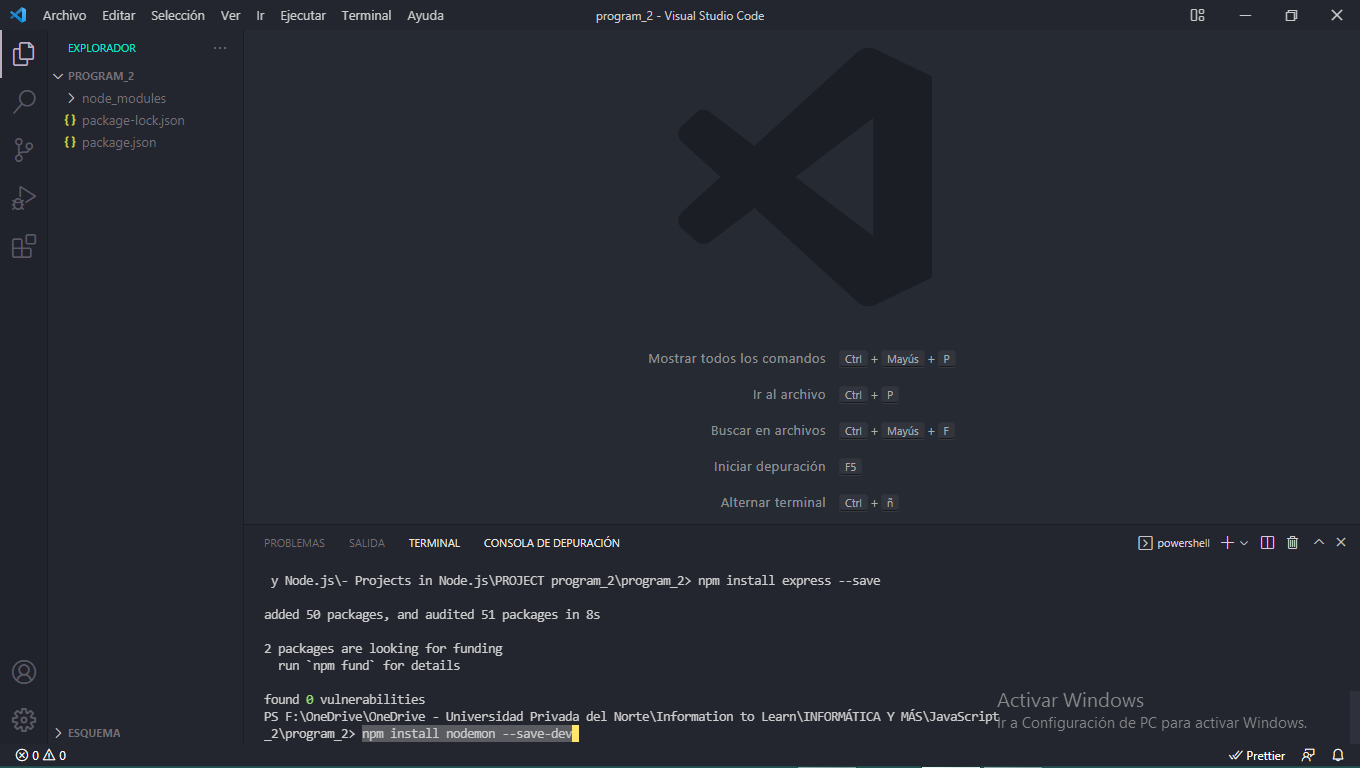 Archivo Editar Selección Ver Ir Ejecutar Terminal Ayuda
program_2 - Visual Studio Code
EXPLORADOR ···
PROGRAM_2
node_modules
{} package-lock.json
{} package.json
Mostrar todos los comandos Ctrl + Mayús + P
Ir al archivo Ctrl + P
Buscar en archivos Ctrl + Mayús + F
Iniciar depuración F5
Alternar terminal Ctrl + ñ
PROBLEMAS SALIDA TERMINAL CONSOLA DE DEPURACIÓN
powershell
y Node.js\- Projects in Node.js\PROJECT program_2\program_2> npm install express --save
added 50 packages, and audited 51 packages in 8s
2 packages are looking for funding
run `npm fund` for details
found 0 vulnerabilities
PS F:\OneDrive\OneDrive - Universidad Privada del Norte\Information to Learn\INFORMÁTICA Y MÁS\JavaScript
_2\program_2> npm install nodemon --save-dev
Activar Windows
Ir a Configuración de PC para activar Windows.
ESQUEMA
0 0
Prettier